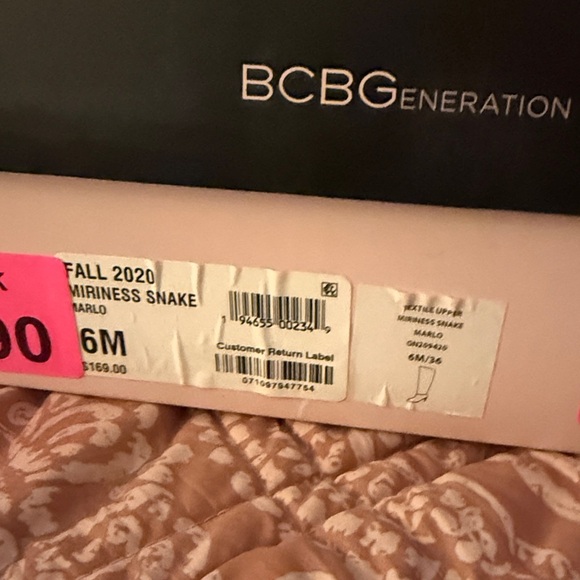 BCBGENERATION
K
90
FALL 2020
MIRINESS SNAKE
MARLO
6M
$169.00
1 94655 00234 9
Customer Return Label
071097947764
TEXTILE UPPER
MIRINESS SNAKE
MARLO
6M/36